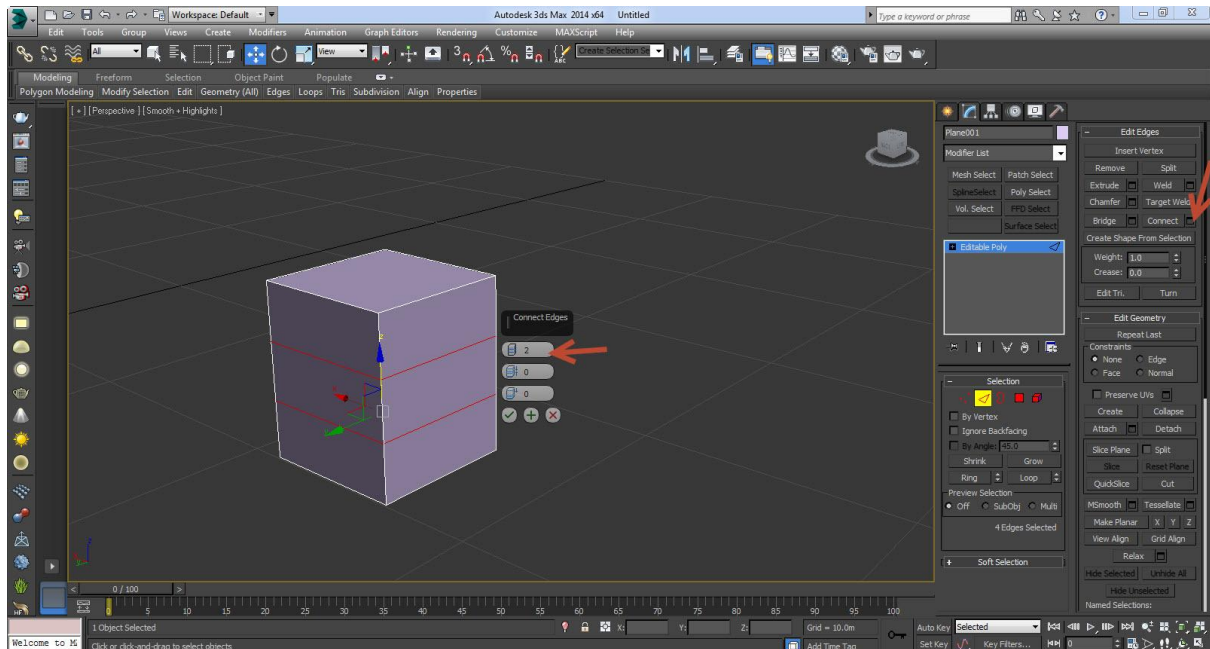 Workspace: Default
Autodesk 3ds Max 2014 x64 Untitled
Type a keyword or phrase
Edit Tools Group Views Create Modifiers Animation Graph Editors Rendering Customize MAXScript Help
All View Create Selection Se
Modeling Freeform Selection Object Paint Populate
Polygon Modeling Modify Selection Edit Geometry (All) Edges Loops Tris Subdivision Align Properties
[ + ] [Perspective ] [Smooth + Highlights ]
Connect Edges
2
0
0
Plane001
Modifier List
Mesh Select Patch Select
SplineSelect Poly Select
Vol. Select FFD Select
Surface Select
Editable Poly
- Selection
By Vertex
Ignore Backfacing
By Angle: 45.0
Shrink Grow
Ring Loop
Preview Selection
Off SubObj Multi
4 Edges Selected
+ Soft Selection
- Edit Edges
Insert Vertex
Remove Split
Extrude Weld
Chamfer Target Weld
Bridge Connect
Create Shape From Selection
Weight: 1.0
Crease: 0.0
Edit Tri. Turn
- Edit Geometry
Repeat Last
Constraints
None Edge
Face Normal
Preserve UVs
Create Collapse
Attach Detach
Slice Plane Split
Slice Reset Plane
QuickSlice Cut
MSmooth Tessellate
Make Planar X Y Z
View Align Grid Align
Relax
Hide Selected Unhide All
Hide Unselected
Named Selections:
< 0 / 100 >
0 5 10 15 20 25 30 35 40 45 50 55 60 65 70 75 80 85 90 95 100
1 Object Selected X: Y: Z: Grid = 10.0m Auto Key Selected
Welcome to M Click or click-and-drag to select objects Add Time Tag Set Key Key Filters... 0